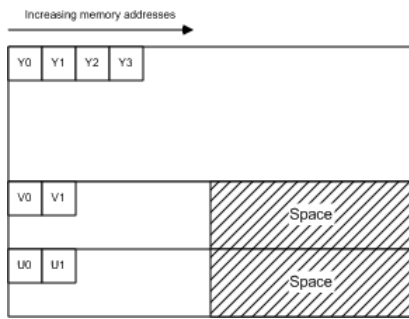 Increasing memory addresses
Y0 Y1 Y2 Y3
V0 V1
Space
U0 U1
Space